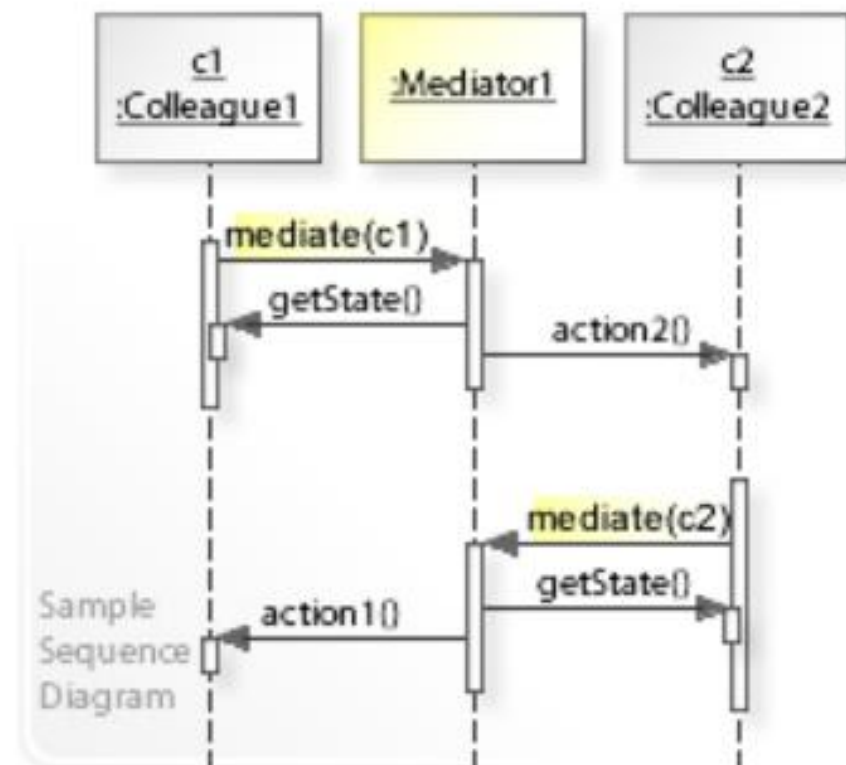 c1
:Colleague1
:Mediator1
c2
:Colleague2
mediate(c1)
getState()
action2()
mediate(c2)
getState()
action1()
Sample
Sequence
Diagram